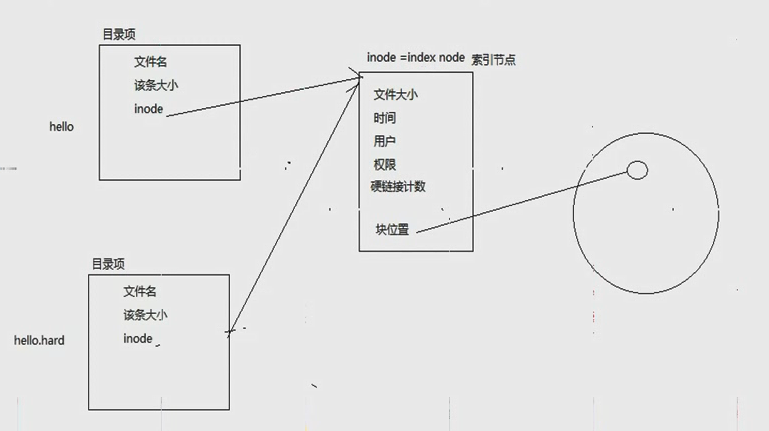 目录项
文件名
该条大小
inode
hello
inode =index node 索引节点
文件大小
时间
用户
权限
硬链接计数
块位置
目录项
文件名
该条大小
inode
hello.hard